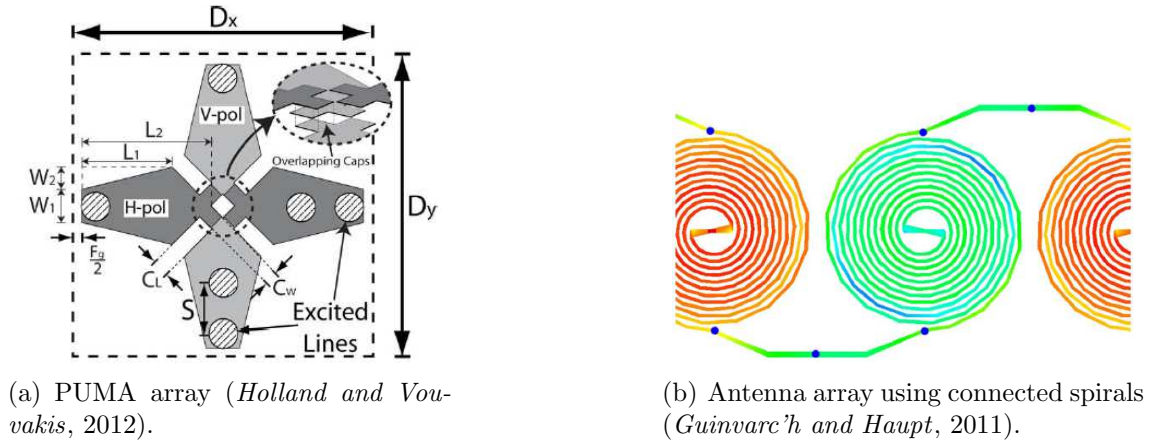 Dx
V-pol
L2
L1
Overlapping Caps
W2
W1
H-pol
Dy
Fg
2
CL
CW
S
Excited
Lines
(a) PUMA array (Holland and Vou-
vakis, 2012).
(b) Antenna array using connected spirals
(Guinvarc'h and Haupt, 2011).